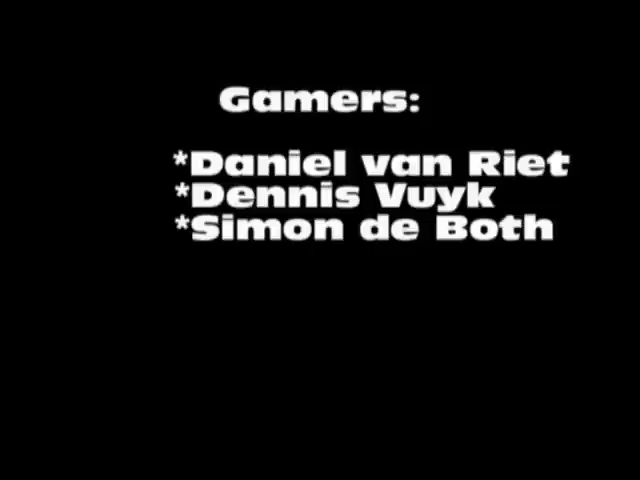 Gamers:
*Daniel van Riet
*Dennis Vuyk
*Simon de Both